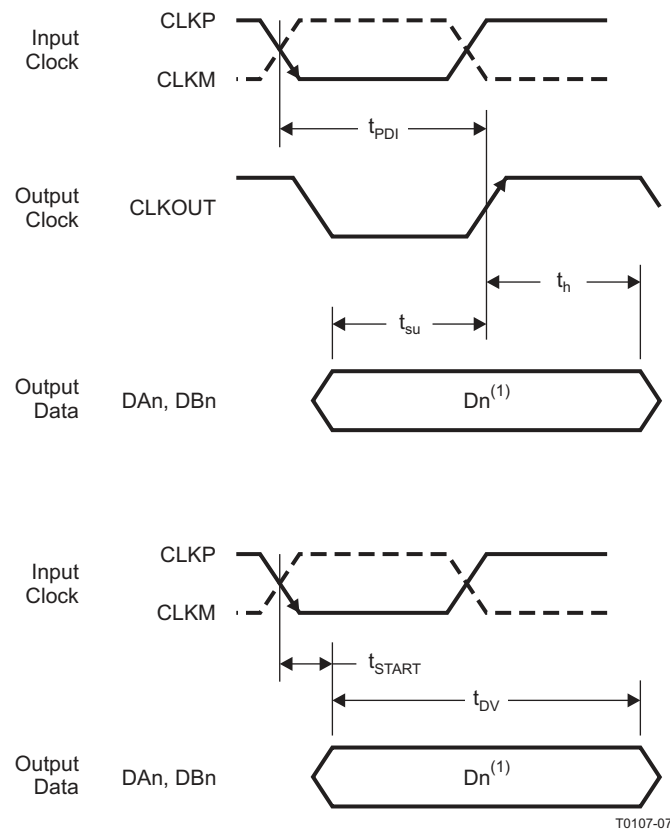 Input
Clock
CLKP
CLKM
t_PDI
Output
Clock
CLKOUT
t_h
t_su
Output
Data
DAn, DBn
Dn^(1)
Input
Clock
CLKP
CLKM
t_START
t_DV
Output
Data
DAn, DBn
Dn^(1)
T0107-07